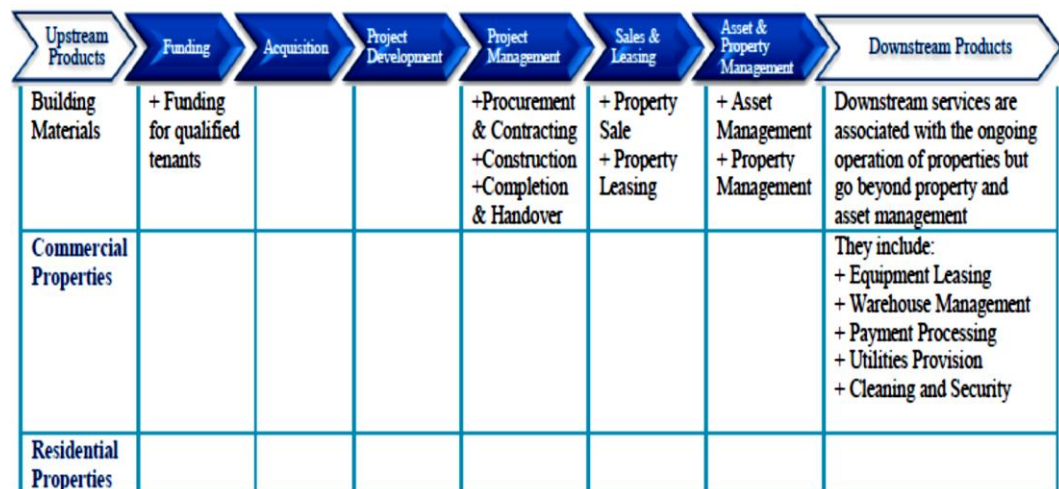 Upstream
Products
Funding
Acquisition
Project
Development
Project
Management
Sales &
Leasing
Asset &
Property
Management
Downstream Products
Building
Materials
+ Funding
for qualified
tenants
+Procurement
& Contracting
+Construction
+Completion
& Handover
+ Property
Sale
+ Property
Leasing
+ Asset
Management
+ Property
Management
Downstream services are
associated with the ongoing
operation of properties but
go beyond property and
asset management
Commercial
Properties
They include:
+ Equipment Leasing
+ Warehouse Management
+ Payment Processing
+ Utilities Provision
+ Cleaning and Security
Residential
Properties